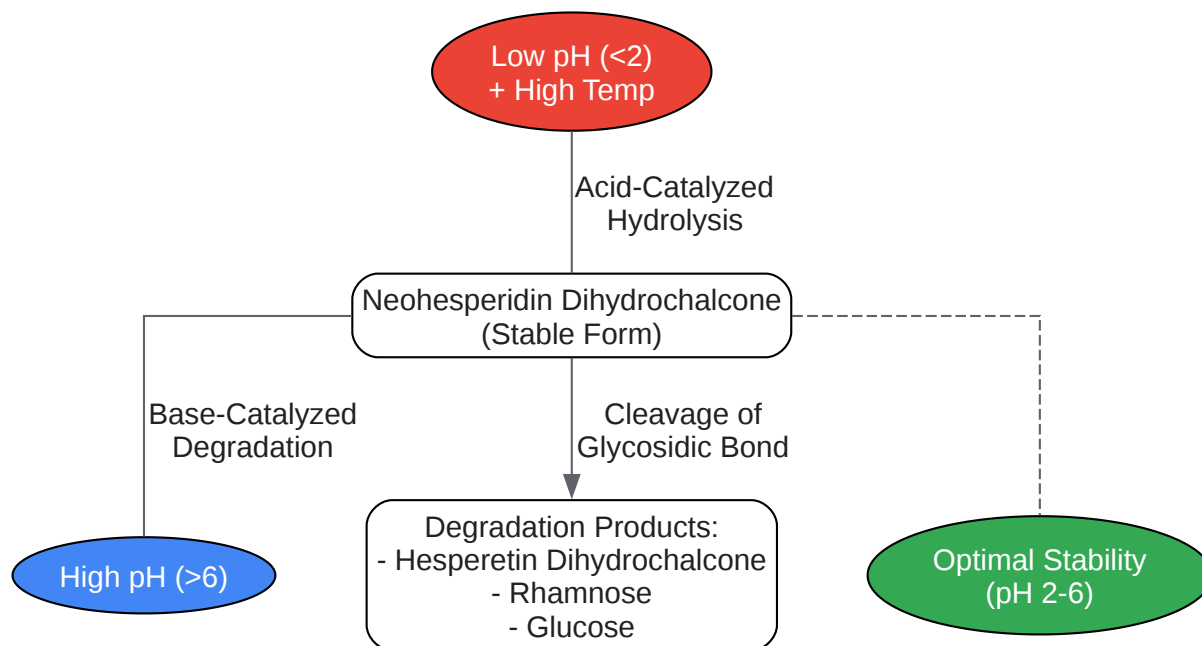 Low pH (<2)
+ High Temp
Acid-Catalyzed
Hydrolysis
Neohesperidin Dihydrochalcone
(Stable Form)
Base-Catalyzed
Degradation
Cleavage of
Glycosidic Bond
High pH (>6)
Degradation Products:
- Hesperetin Dihydrochalcone
- Rhamnose
- Glucose
Optimal Stability
(pH 2-6)